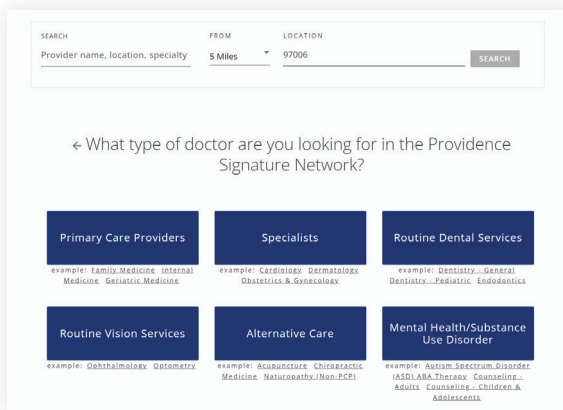 SEARCH
Provider name, location, specialty
FROM
5 Miles
LOCATION
97006
SEARCH
← What type of doctor are you looking for in the Providence
Signature Network?
Primary Care Providers
example: Family Medicine Internal
Medicine Geriatric Medicine
Specialists
example: Cardiology Dermatology
Obstetrics & Gynecology
Routine Dental Services
example: Dentistry - General
Dentistry - Pediatric Endodontics
Routine Vision Services
example: Ophthalmology Optometry
Alternative Care
example: Acupuncture Chiropractic
Medicine Naturopathy (Non-PCP)
Mental Health/Substance
Use Disorder
example: Autism Spectrum Disorder
(ASD) ABA Therapy Counseling -
Adults Counseling - Children &
Adolescents